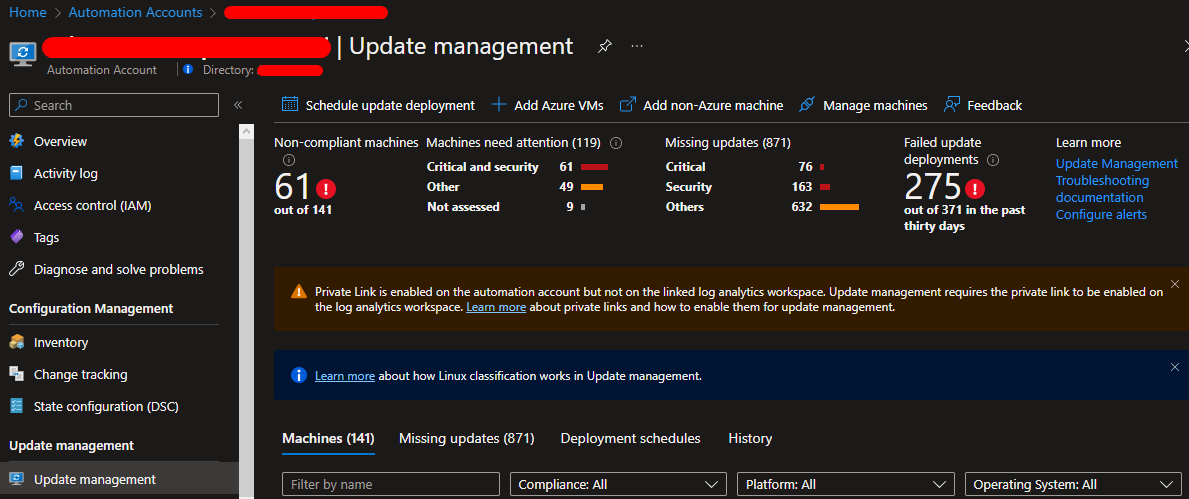 Home > Automation Accounts >
| Update management
Automation Account | Directory:
Search
Overview
Activity log
Access control (IAM)
Tags
Diagnose and solve problems
Configuration Management
Inventory
Change tracking
State configuration (DSC)
Update management
Update management
Schedule update deployment
Add Azure VMs
Add non-Azure machine
Manage machines
Feedback
Non-compliant machines
61
out of 141
Machines need attention (119)
Critical and security 61
Other 49
Not assessed 9
Missing updates (871)
Critical 76
Security 163
Others 632
Failed update
deployments
275
out of 371 in the past
thirty days
Learn more
Update Management
Troubleshooting
documentation
Configure alerts
Private Link is enabled on the automation account but not on the linked log analytics workspace. Update management requires the private link to be enabled on
the log analytics workspace. Learn more about private links and how to enable them for update management.
Learn more about how Linux classification works in Update management.
Machines (141)
Missing updates (871)
Deployment schedules
History
Filter by name
Compliance: All
Platform: All
Operating System: All